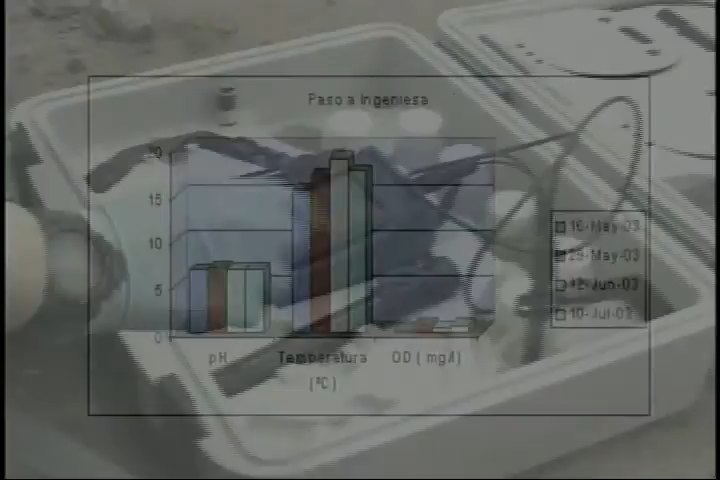 Paso a Ingeniesa
20
15
10
5
0
pH
Temperatura
(ºC)
OD ( mg/l)
16-May-03
29-May-03
12-Jun-03
10-Jul-03